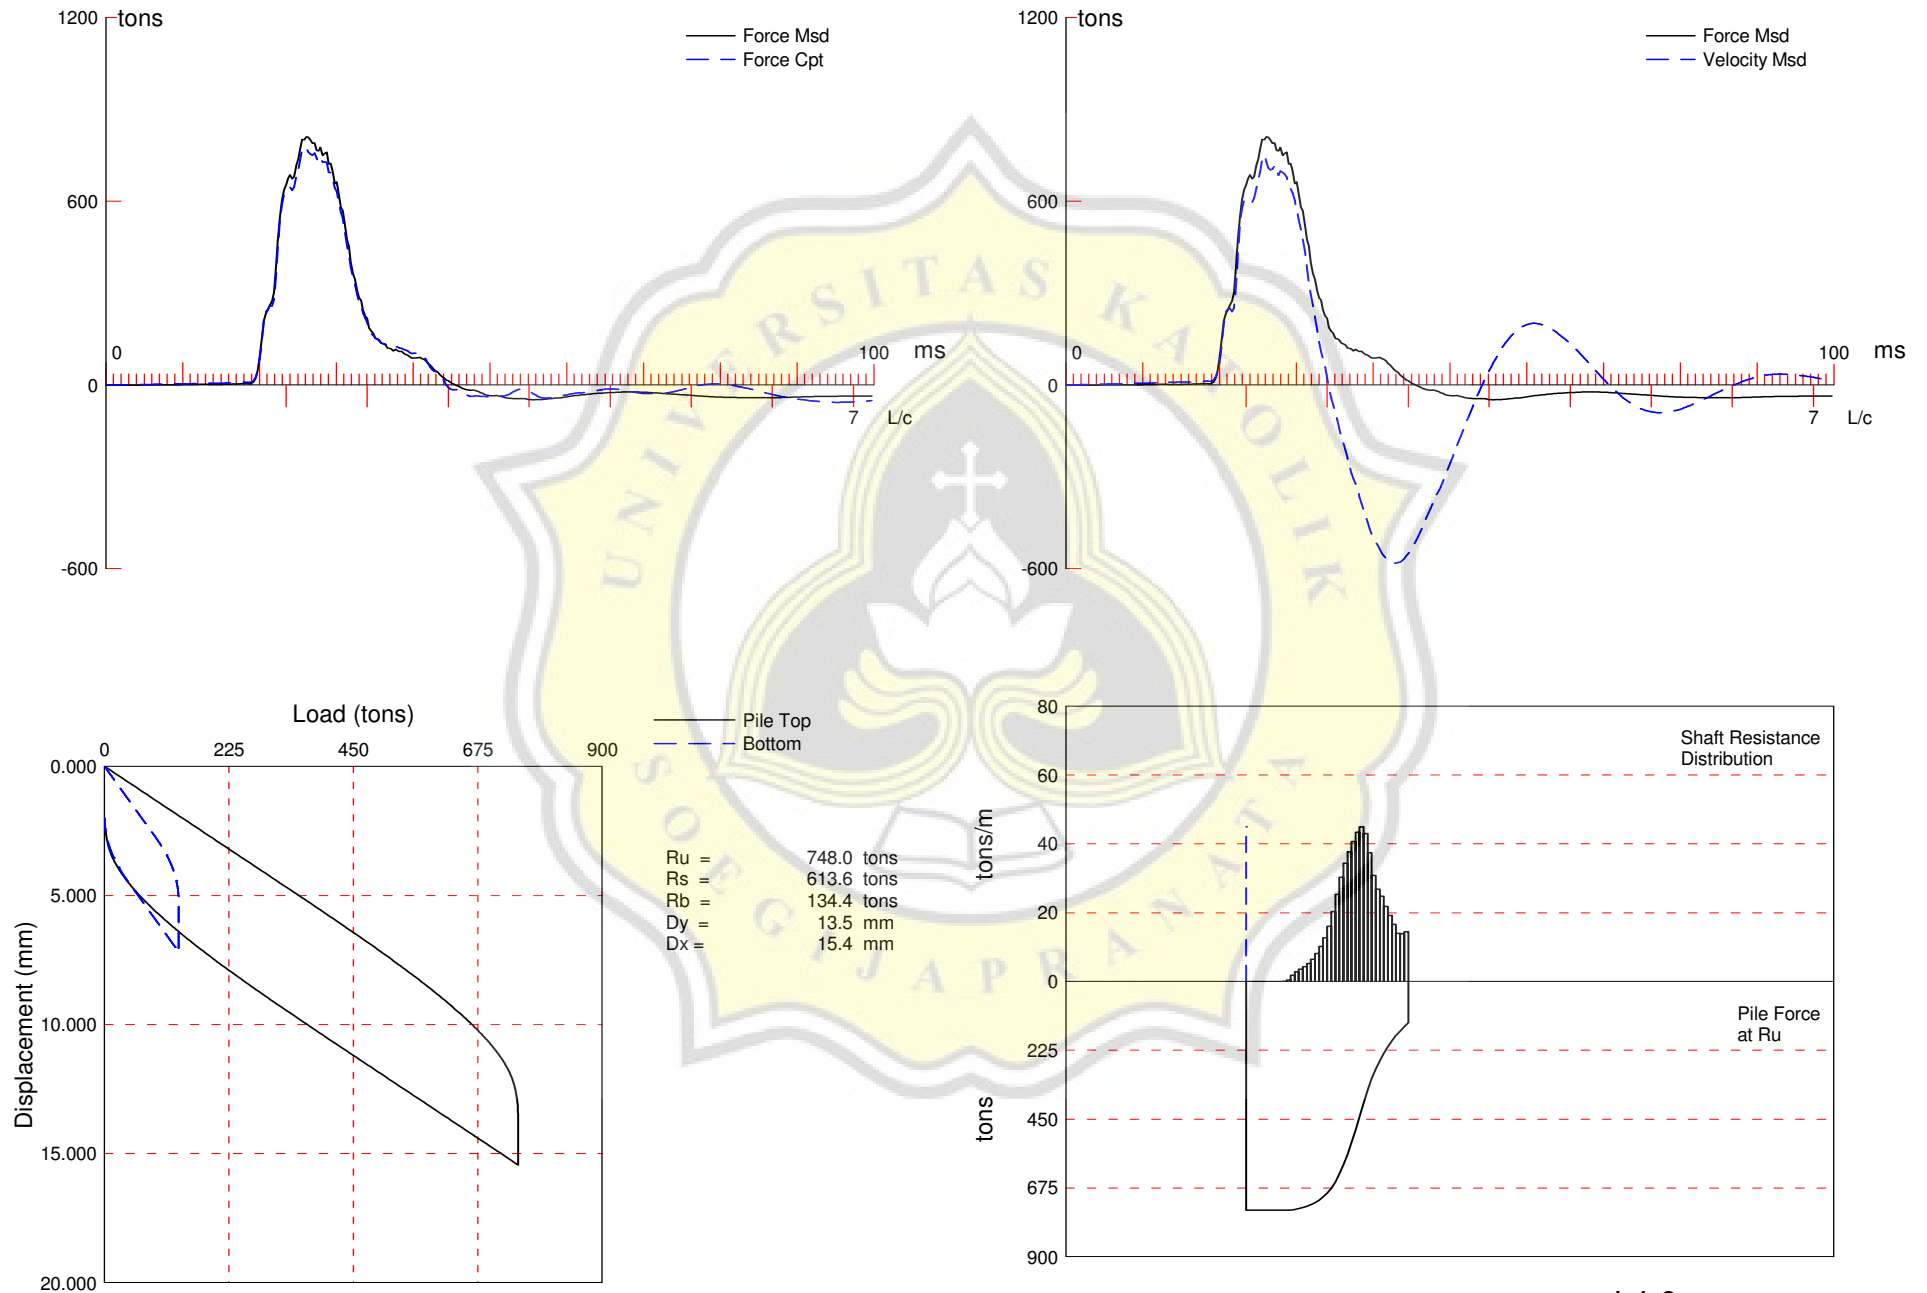 1200 tons
Force Msd
Force Cpt
600
0 100 ms
0
7 L/c
-600
1200 tons
Force Msd
Velocity Msd
600
0 100 ms
0
7 L/c
-600
UNIVERSITAS KATOLIK
SOEGIJAPRANATA
Load (tons)
0 225 450 675 900
Pile Top
Bottom
0.000
5.000
10.000
15.000
20.000
Displacement (mm)
Ru = 748.0 tons
Rs = 613.6 tons
Rb = 134.4 tons
Dy = 13.5 mm
Dx = 15.4 mm
80
60
40
20
0
tons/m
Shaft Resistance
Distribution
225
450
675
900
tons
Pile Force
at Ru